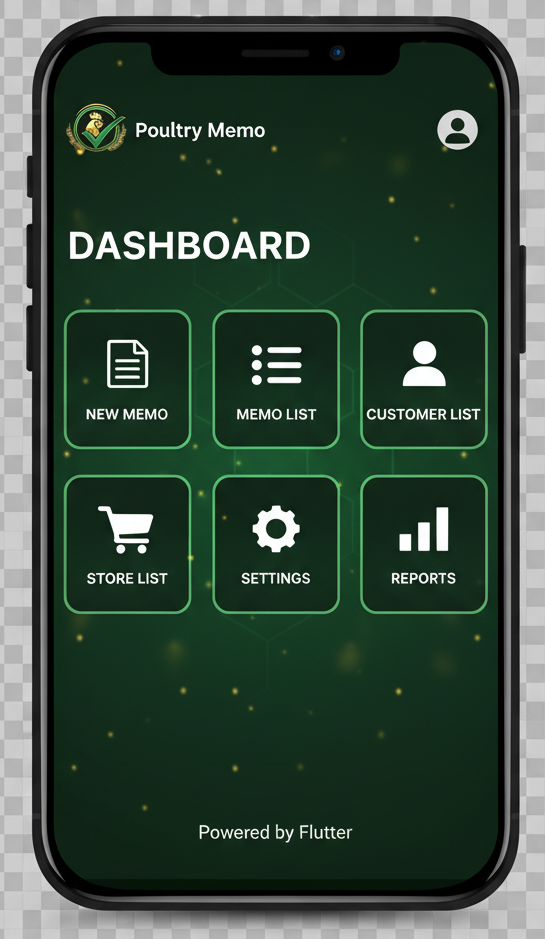 Poultry Memo
DASHBOARD
NEW MEMO
MEMO LIST
CUSTOMER LIST
STORE LIST
SETTINGS
REPORTS
Powered by Flutter